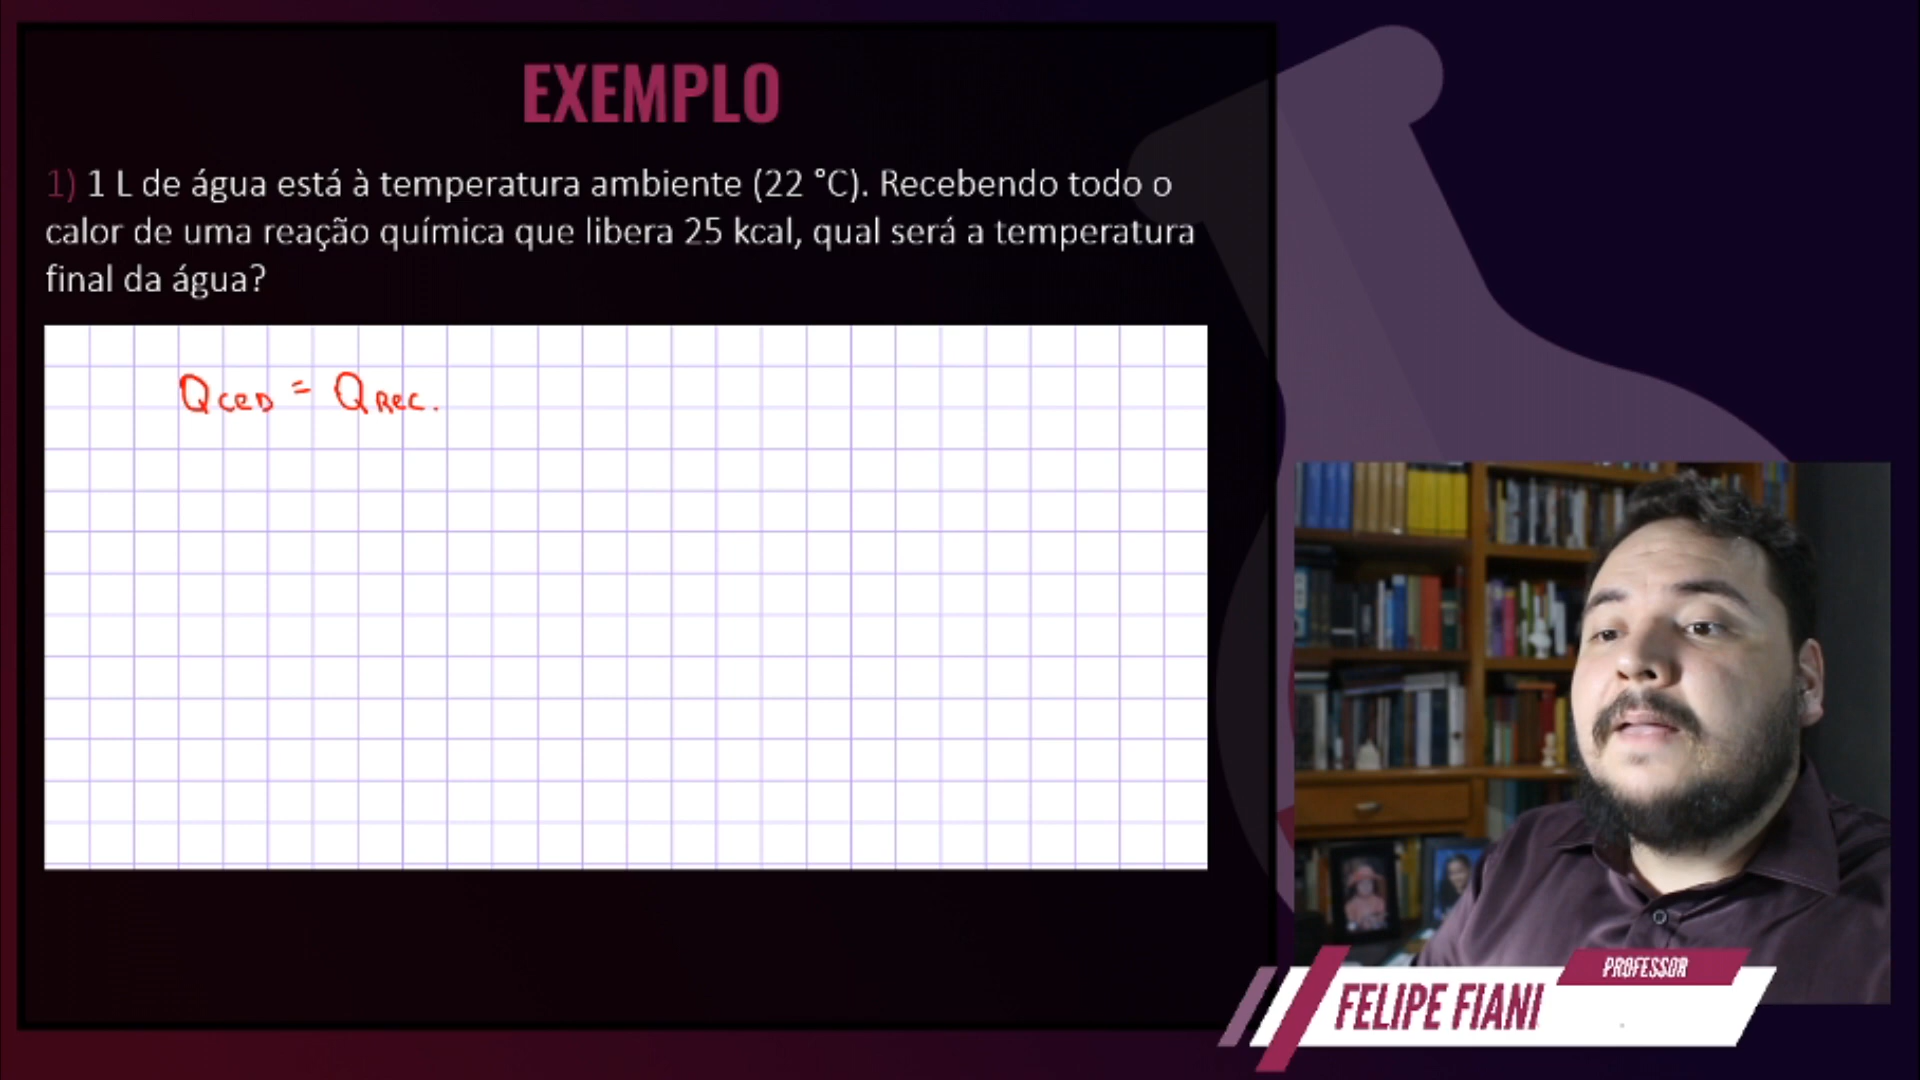 EXEMPLO
1) 1 L de água está à temperatura ambiente (22 °C). Recebendo todo o
calor de uma reação química que libera 25 kcal, qual será a temperatura
final da água?
QCED = QREC.
PROFESSOR
FELIPE FIANI